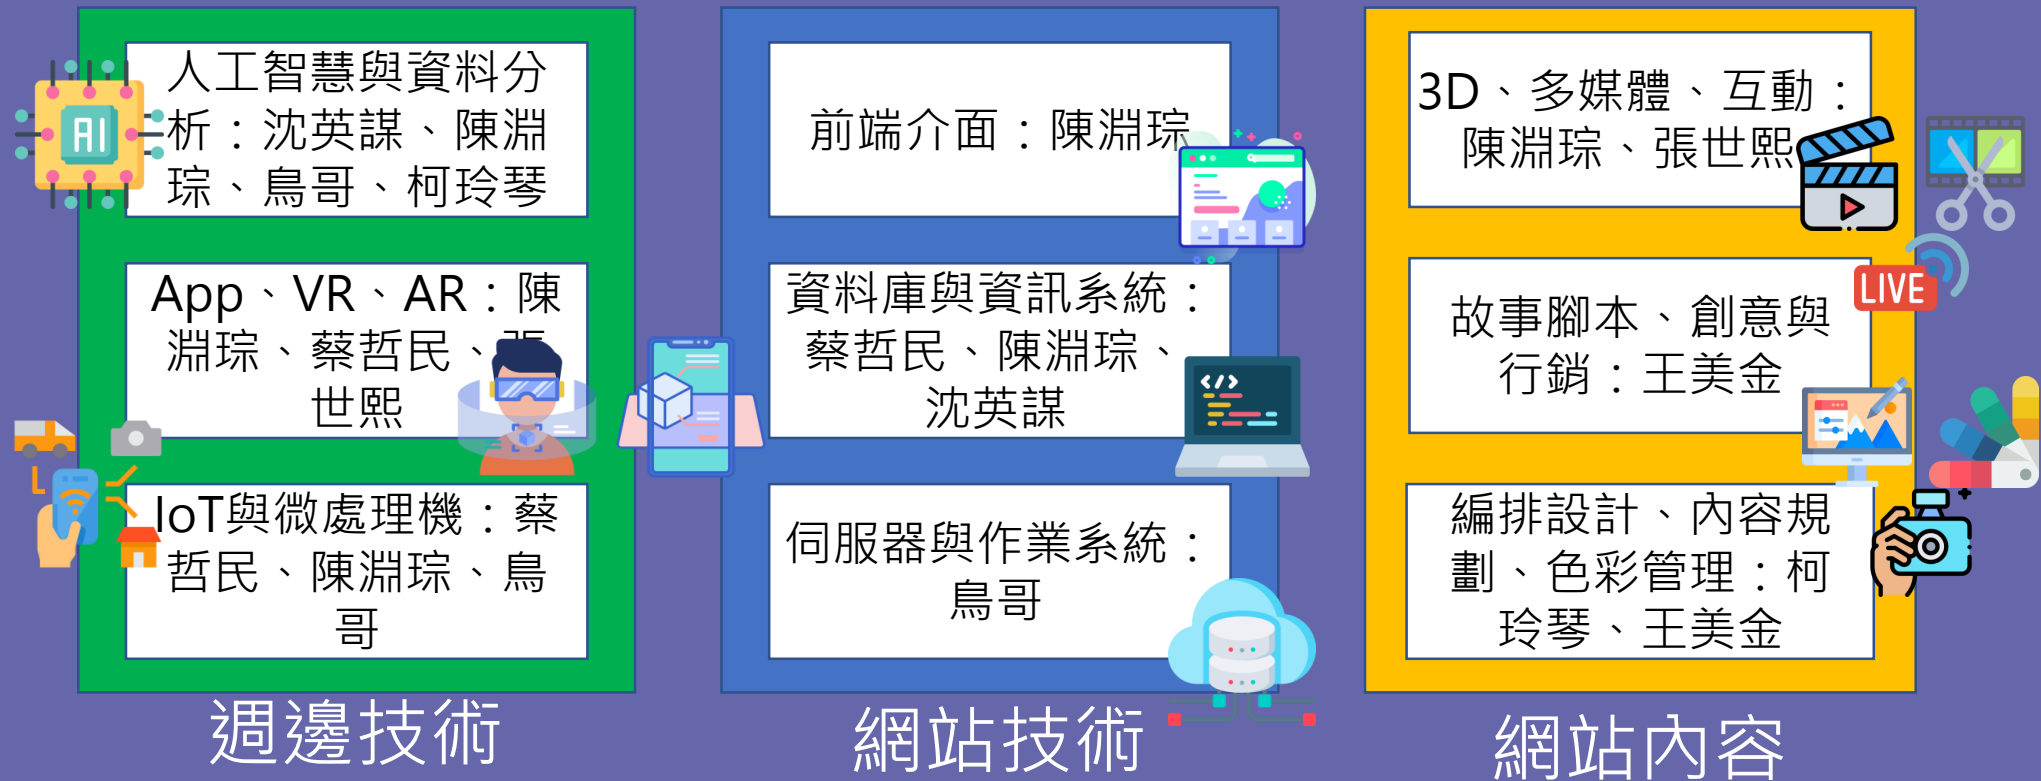 人工智慧與資料分
析：沈英謀、陳淵
琮、鳥哥、柯玲琴
AI
App、VR、AR：陳
淵琮、蔡哲民、張
世熙
IoT與微處理機：蔡
哲民、陳淵琮、鳥
哥
週邊技術
前端介面：陳淵琮
資料庫與資訊系統：
蔡哲民、陳淵琮、
沈英謀
</>
伺服器與作業系統：
鳥哥
網站技術
3D、多媒體、互動：
陳淵琮、張世熙
LIVE
故事腳本、創意與
行銷：王美金
編排設計、內容規
劃、色彩管理：柯
玲琴、王美金
網站內容